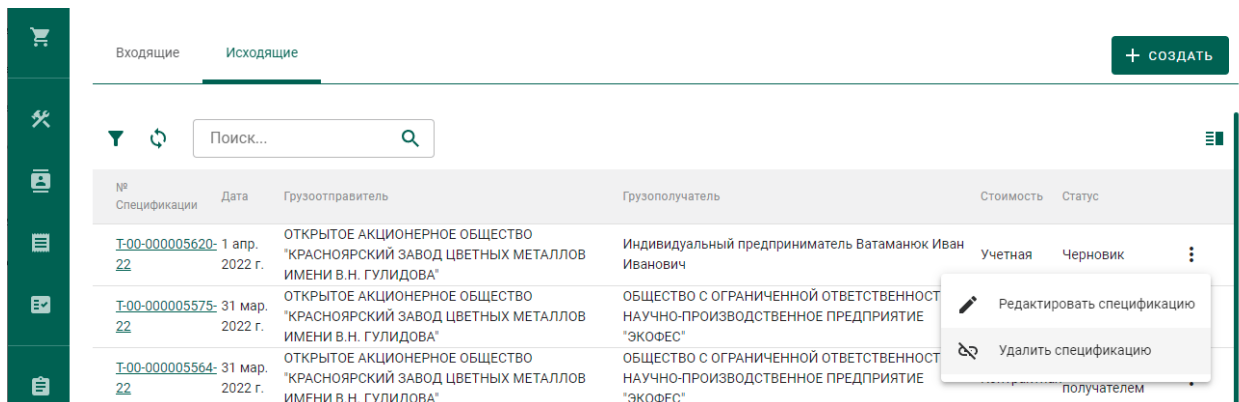 Входящие
Исходящие
+ СОЗДАТЬ
Поиск...
№
Спецификации
Дата
Грузоотправитель
Грузополучатель
Стоимость
Статус
Т-00-000005620-
22
1 апр.
2022 г.
ОТКРЫТОЕ АКЦИОНЕРНОЕ ОБЩЕСТВО
"КРАСНОЯРСКИЙ ЗАВОД ЦВЕТНЫХ МЕТАЛЛОВ
ИМЕНИ В.Н. ГУЛИДОВА"
Индивидуальный предприниматель Ватаманюк Иван
Иванович
Учетная
Черновик
Т-00-000005575-
22
31 мар.
2022 г.
ОТКРЫТОЕ АКЦИОНЕРНОЕ ОБЩЕСТВО
"КРАСНОЯРСКИЙ ЗАВОД ЦВЕТНЫХ МЕТАЛЛОВ
ИМЕНИ В.Н. ГУЛИДОВА"
ОБЩЕСТВО С ОГРАНИЧЕННОЙ ОТВЕТСТВЕННОСТ
НАУЧНО-ПРОИЗВОДСТВЕННОЕ ПРЕДПРИЯТИЕ
"ЭКОФЕС"
Редактировать спецификацию
Удалить спецификацию
Т-00-000005564-
22
31 мар.
2022 г.
ОТКРЫТОЕ АКЦИОНЕРНОЕ ОБЩЕСТВО
"КРАСНОЯРСКИЙ ЗАВОД ЦВЕТНЫХ МЕТАЛЛОВ
ИМЕНИ В.Н. ГУЛИДОВА"
ОБЩЕСТВО С ОГРАНИЧЕННОЙ ОТВЕТСТВЕННОСТ
НАУЧНО-ПРОИЗВОДСТВЕННОЕ ПРЕДПРИЯТИЕ
"ЭКОФЕС"
получателем